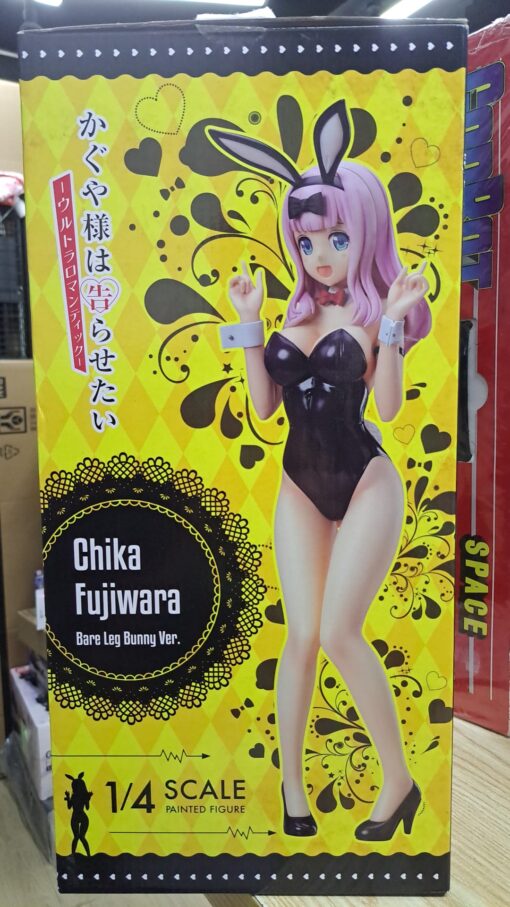 かぐや様は告らせたい
ーウルトラロマンティックー
Chika
Fujiwara
Bare Leg Bunny Ver.
1/4 SCALE
PAINTED FIGURE
SPACE